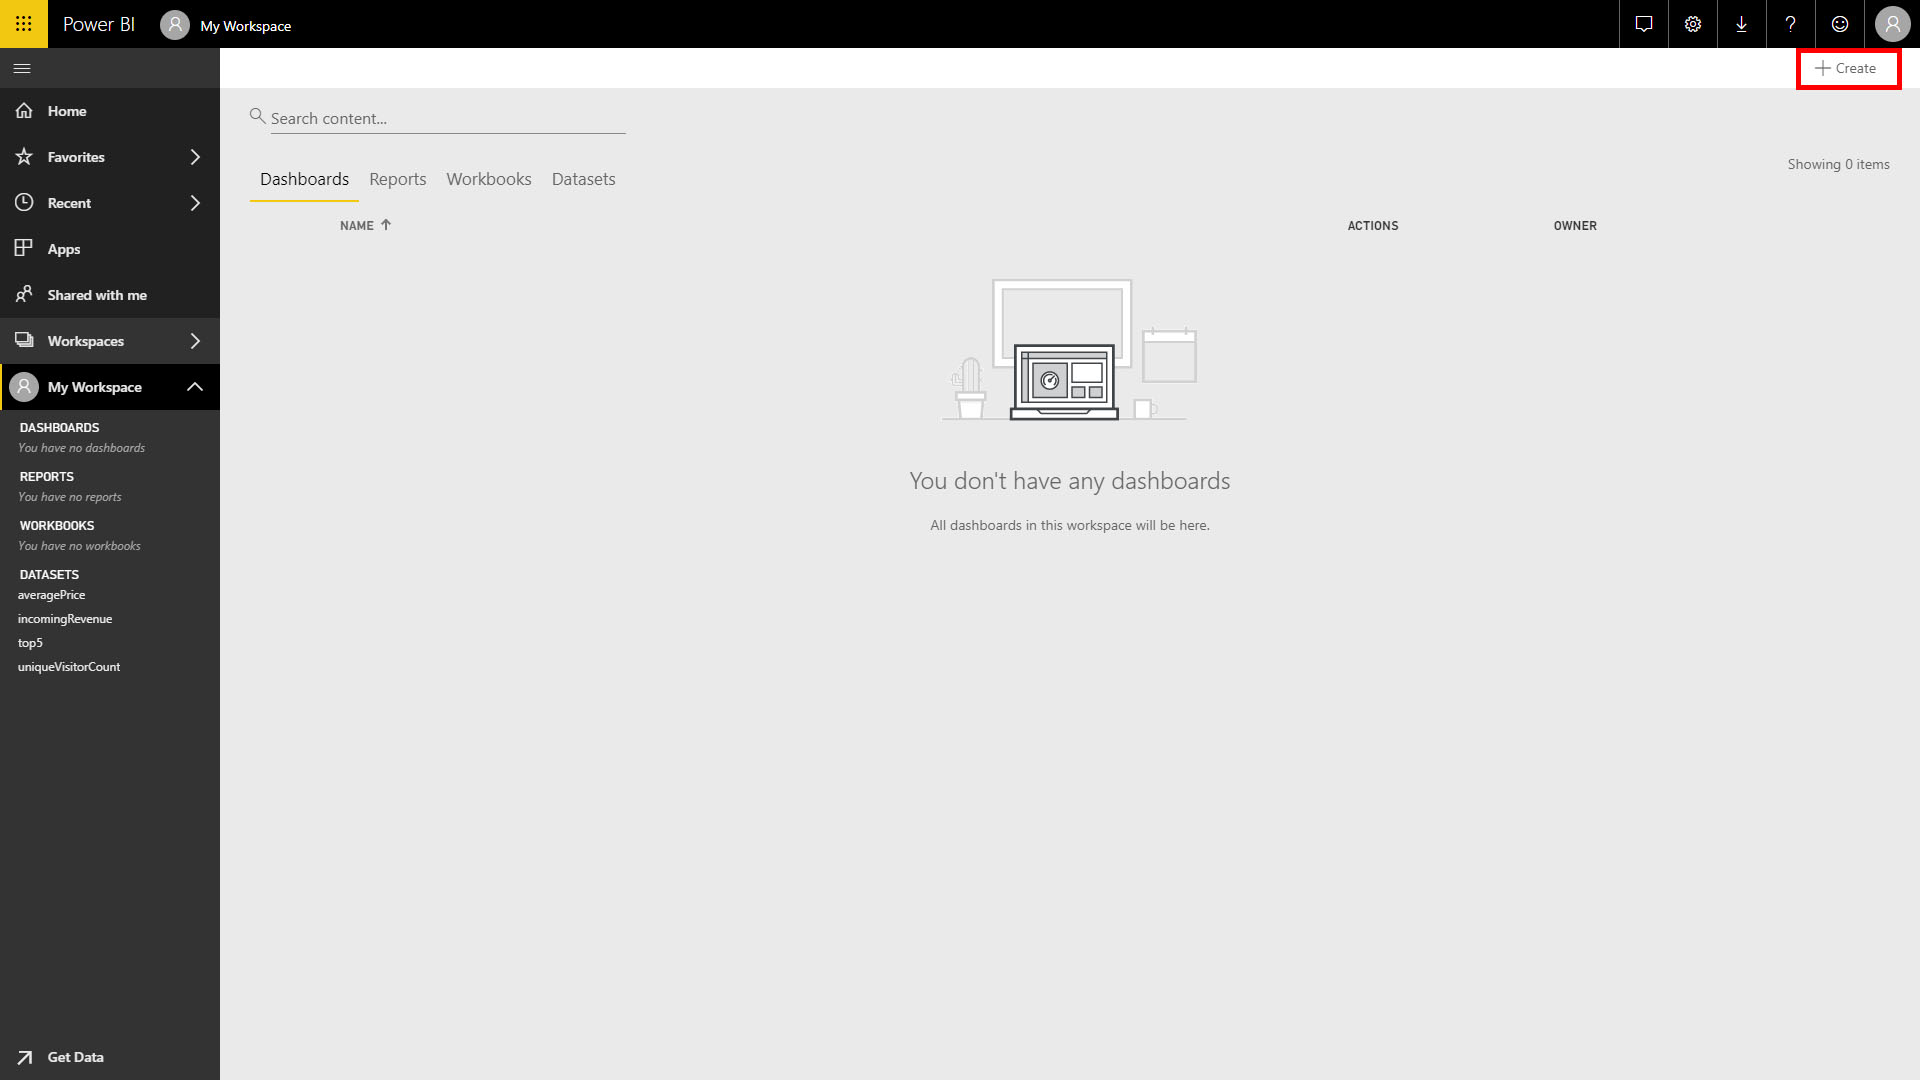 Power BI
My Workspace
Create
Home
Favorites
Recent
Apps
Shared with me
Workspaces
My Workspace
DASHBOARDS
You have no dashboards
REPORTS
You have no reports
WORKBOOKS
You have no workbooks
DATASETS
averagePrice
incomingRevenue
top5
uniqueVisitorCount
Get Data
Search content...
Showing 0 items
Dashboards Reports Workbooks Datasets
NAME ACTIONS OWNER
You don't have any dashboards
All dashboards in this workspace will be here.